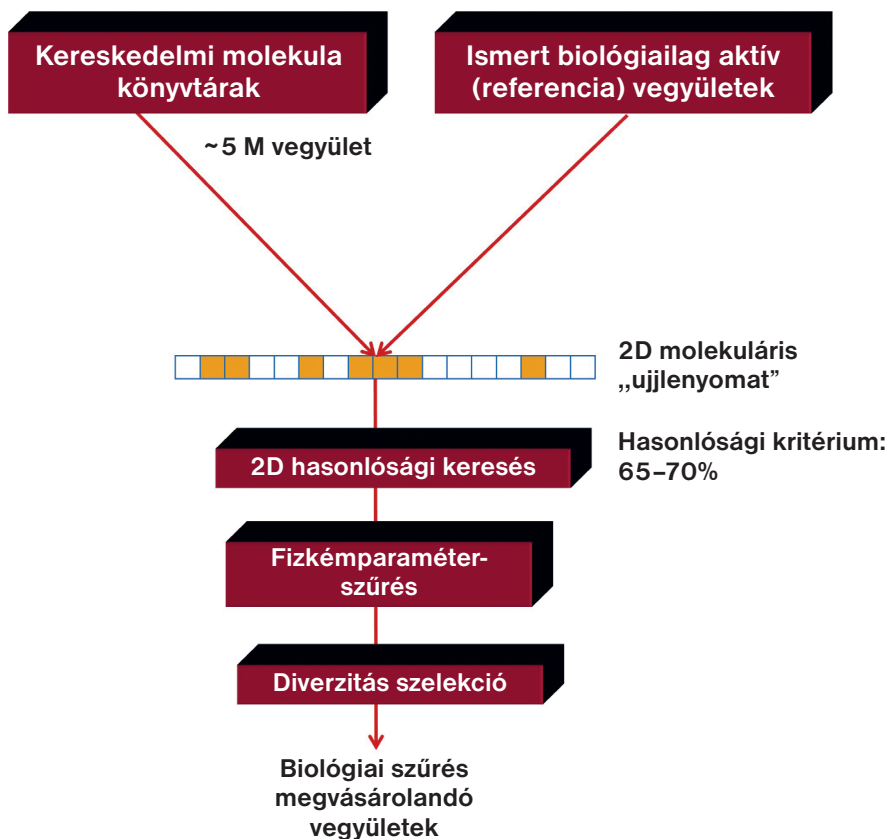 Kereskedelmi molekula
könyvtárak
Ismert biológiailag aktív
(referencia) vegyületek
~5 M vegyület
2D molekuláris
„ujjlenyomat”
2D hasonlósági keresés
Hasonlósági kritérium:
65–70%
Fizkémparaméter-
szűrés
Diverzitás szelekció
Biológiai szűrés
megvásárolandó
vegyületek